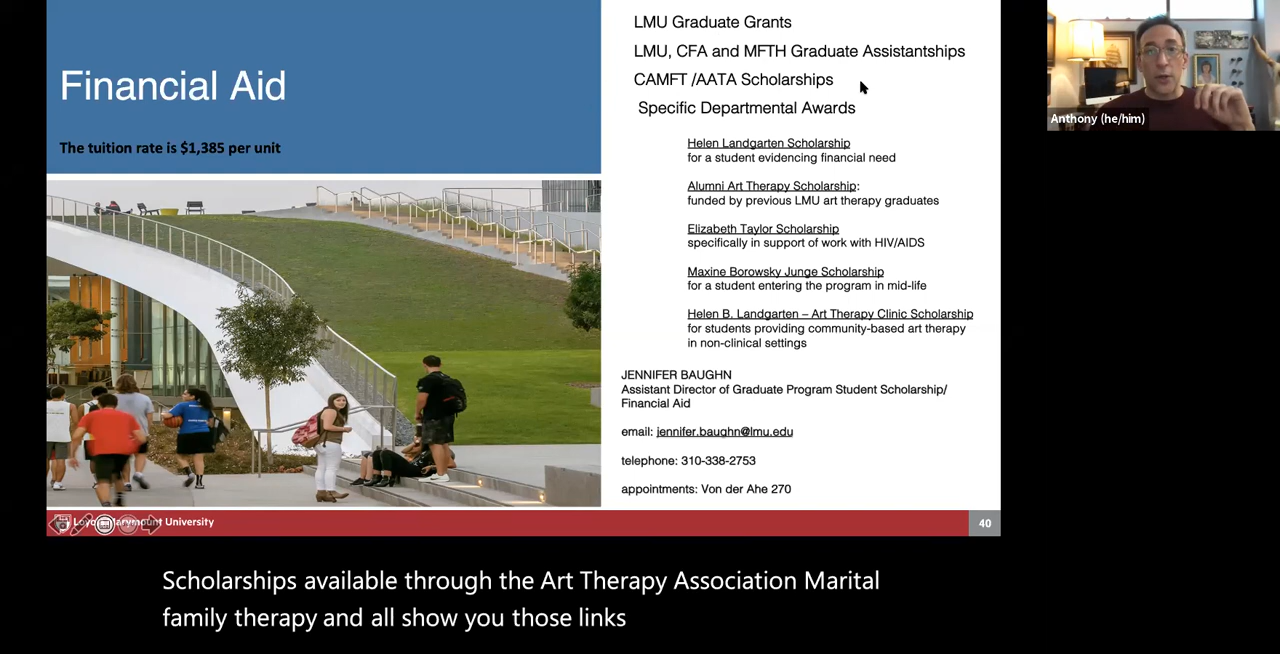 Financial Aid
The tuition rate is $1,385 per unit
LMU Graduate Grants
LMU, CFA and MFTH Graduate Assistantships
CAMFT /AATA Scholarships
Specific Departmental Awards
Helen Landgarten Scholarship
for a student evidencing financial need
Alumni Art Therapy Scholarship:
funded by previous LMU art therapy graduates
Elizabeth Taylor Scholarship
specifically in support of work with HIV/AIDS
Maxine Borowsky Junge Scholarship
for a student entering the program in mid-life
Helen B. Landgarten – Art Therapy Clinic Scholarship
for students providing community-based art therapy
in non-clinical settings
JENNIFER BAUGHN
Assistant Director of Graduate Program Student Scholarship/
Financial Aid
email: jennifer.baughn@lmu.edu
telephone: 310-338-2753
appointments: Von der Ahe 270
Loyola Marymount University
40
Anthony (he/him)
Scholarships available through the Art Therapy Association Marital
family therapy and all show you those links